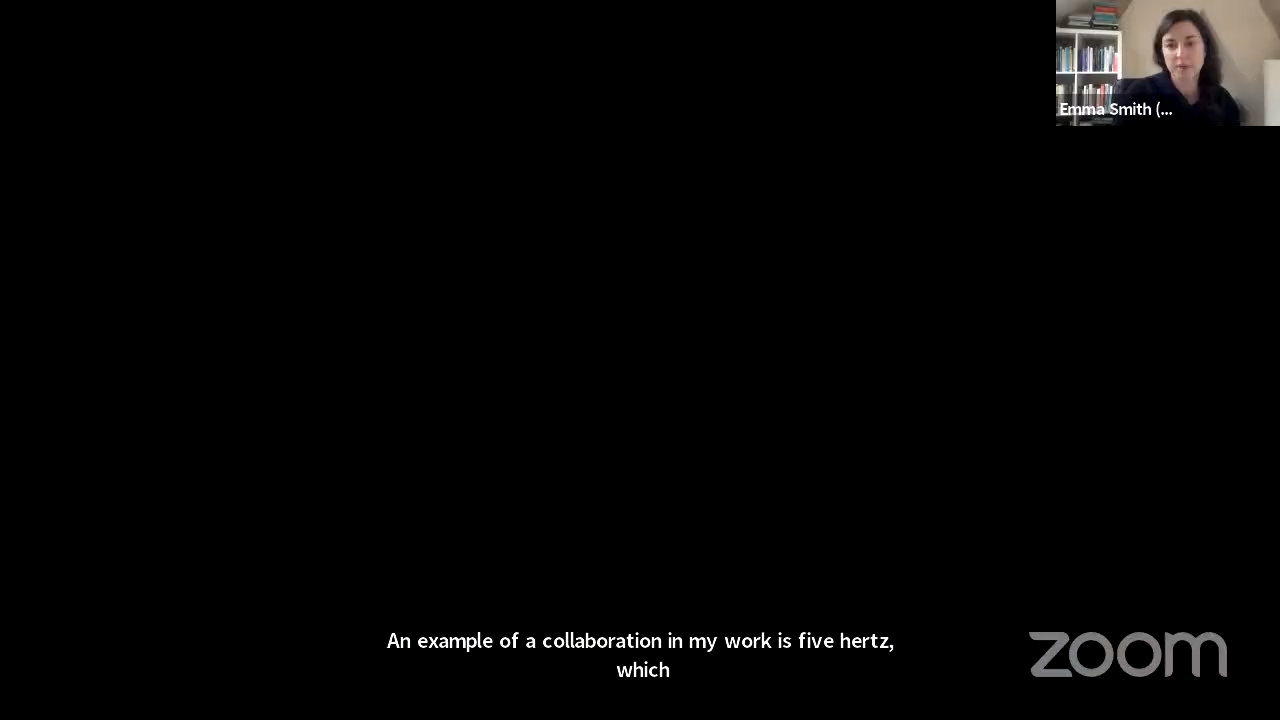 Emma Smith (...
An example of a collaboration in my work is five hertz,
which
zoom